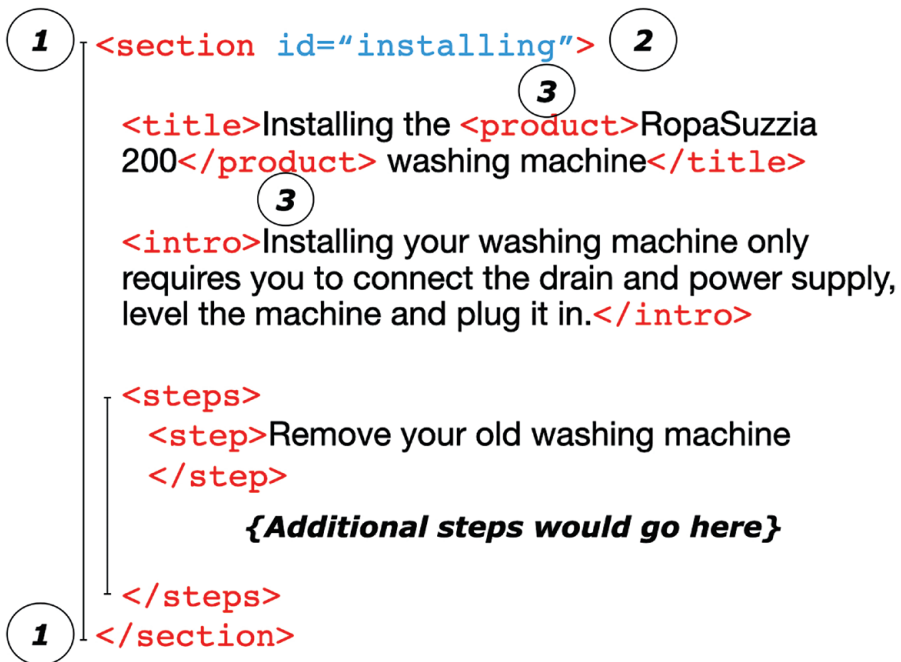 1 <section id=“installing”> 2
3
<title>Installing the <product>RopaSuzzia
200</product> washing machine</title>
3
<intro>Installing your washing machine only
requires you to connect the drain and power supply,
level the machine and plug it in.</intro>
<steps>
<step>Remove your old washing machine
</step>
{Additional steps would go here}
</steps>
1 </section>